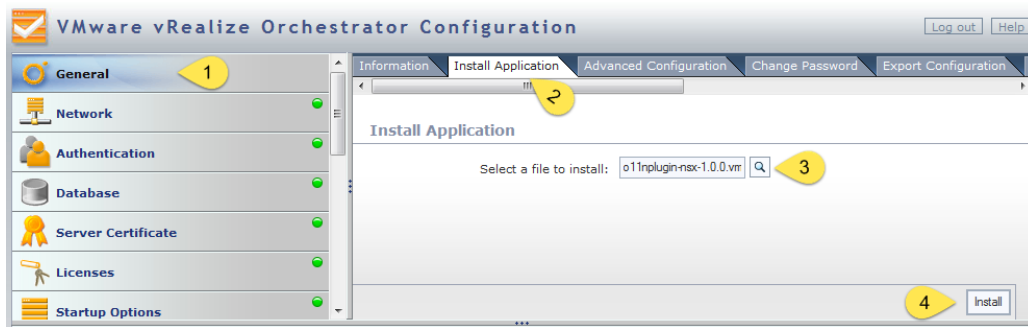 VMware vRealize Orchestrator Configuration
Log out Help
General 1
Network
Authentication
Database
Server Certificate
Licenses
Startup Options
Information Install Application Advanced Configuration Change Password Export Configuration
2
Install Application
Select a file to install: o11nplugin-nsx-1.0.0.vm 3
4 Install